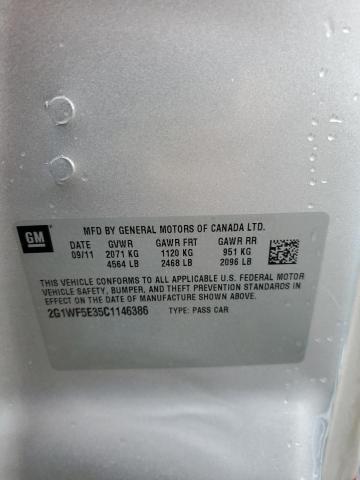 GM
MFD BY GENERAL MOTORS OF CANADA LTD.
DATE GVWR GAWR FRT GAWR RR
09/11 2071 KG 1120 KG 951 KG
4564 LB 2468 LB 2096 LB
THIS VEHICLE CONFORMS TO ALL APPLICABLE U.S. FEDERAL MOTOR
VEHICLE SAFETY, BUMPER, AND THEFT PREVENTION STANDARDS IN
EFFECT ON THE DATE OF MANUFACTURE SHOWN ABOVE.
2G1WF5E35C1146386 TYPE: PASS CAR